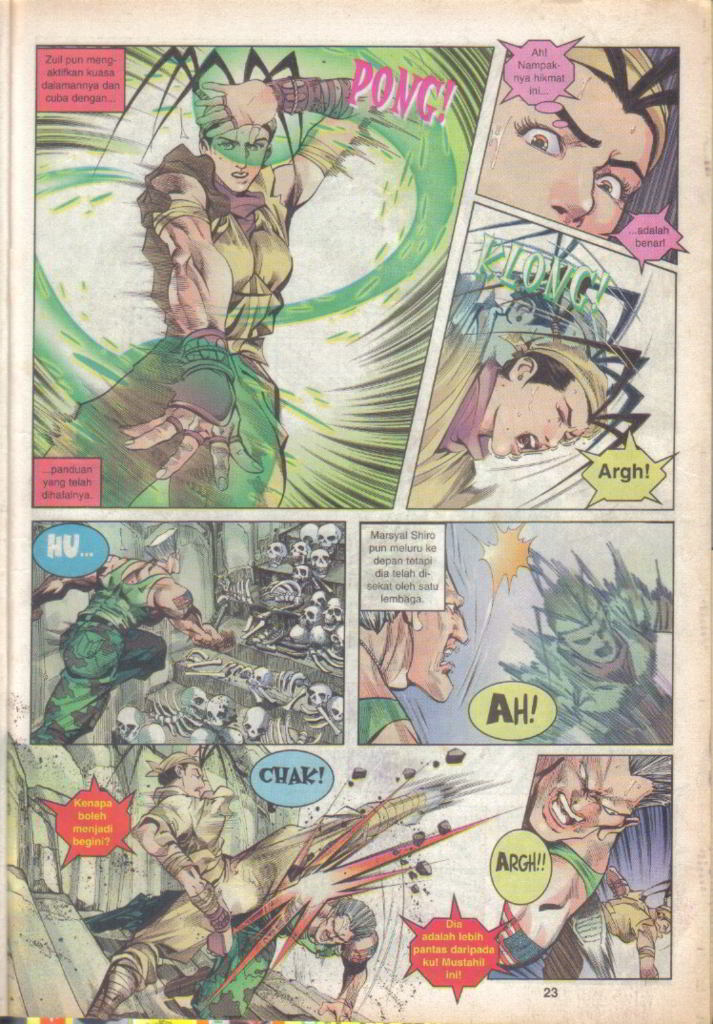 Zuil pun meng-
aktifkan kuasa
dalamannya dan
cuba dengan...
PONG!
Ah!
Nampak-
nya hikmat
ini...
...adalah
benar!
KLONG!
...panduan
yang telah
dihafalnya.
Argh!
HU...
Marsyal Shiro
pun meluru ke
depan tetapi
dia telah di-
sekat oleh satu
lembaga.
AH!
CHAK!
Kenapa
boleh
menjadi
begini?
ARGH!!
Dia
adalah lebih
pantas daripada
ku! Mustahil
ini!
23